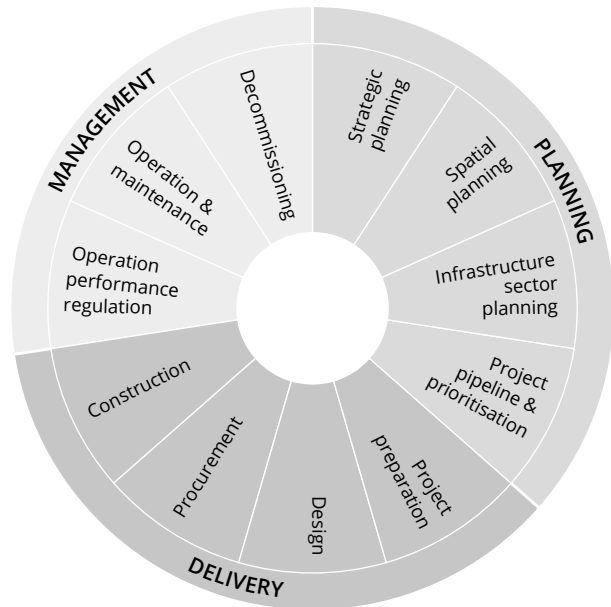 PLANNING
Strategic
planning
Spatial
planning
Infrastructure
sector
planning
Project
pipeline &
prioritisation
DELIVERY
Project
preparation
Design
Procurement
Construction
MANAGEMENT
Operation
performance
regulation
Operation &
maintenance
Decommissioning